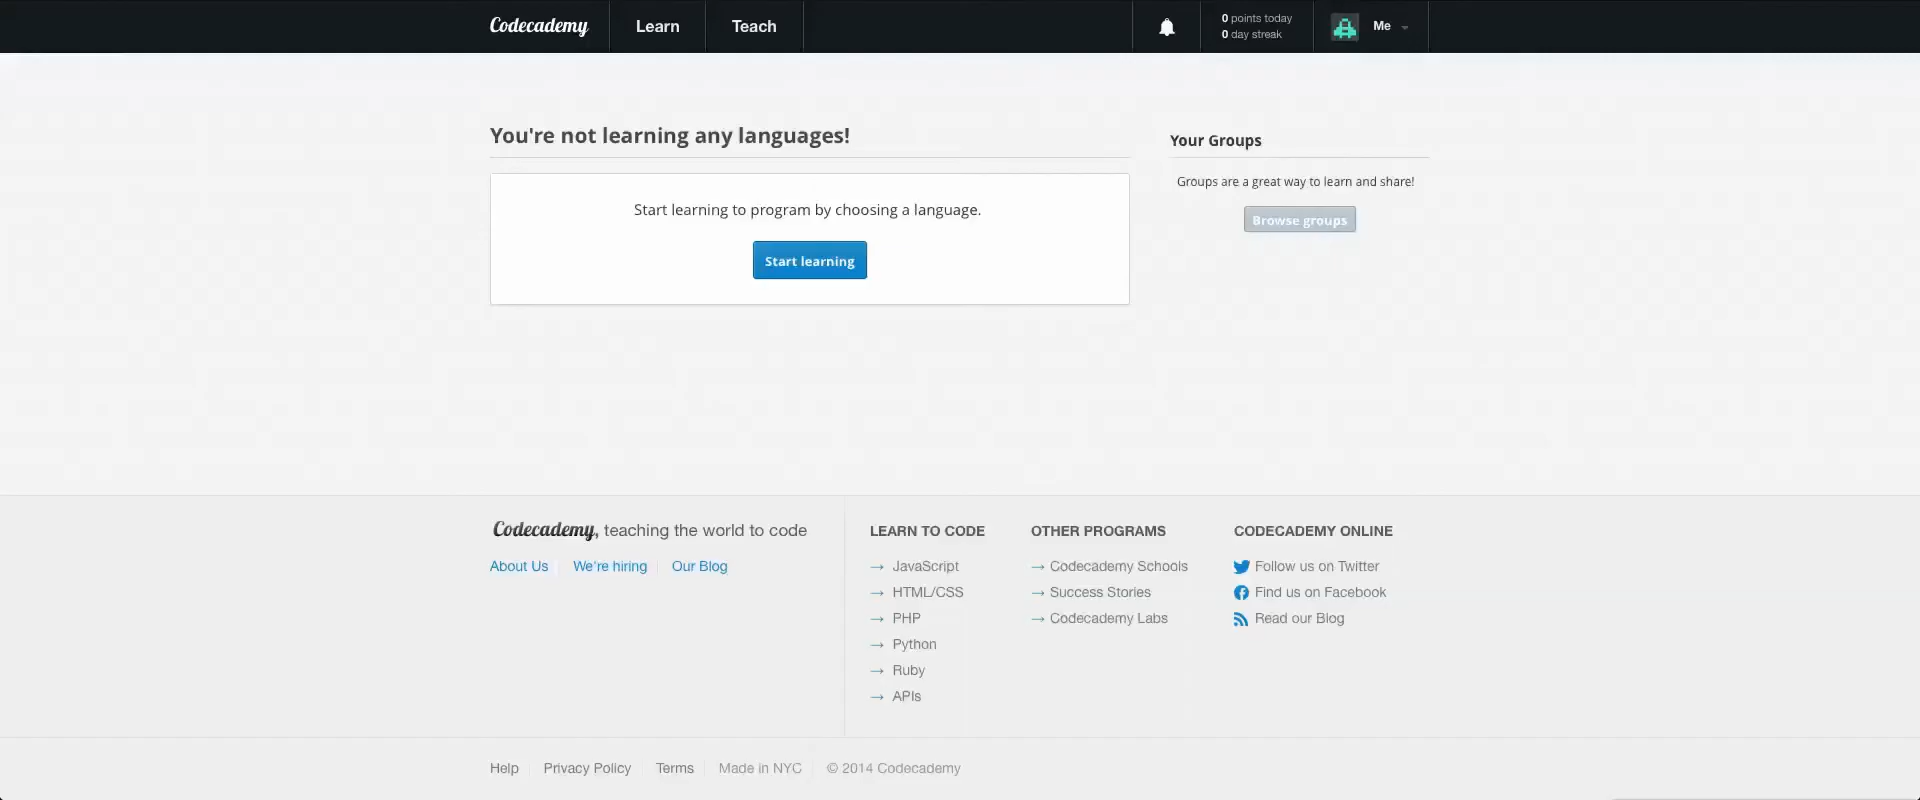 Codecademy
Learn
Teach
0 points today
0 day streak
Me
You're not learning any languages!
Start learning to program by choosing a language.
Start learning
Your Groups
Groups are a great way to learn and share!
Browse groups
Codecademy, teaching the world to code
About Us
We're hiring
Our Blog
LEARN TO CODE
→ JavaScript
→ HTML/CSS
→ PHP
→ Python
→ Ruby
→ APIs
OTHER PROGRAMS
→ Codecademy Schools
→ Success Stories
→ Codecademy Labs
CODECADEMY ONLINE
Follow us on Twitter
Find us on Facebook
Read our Blog
Help
Privacy Policy
Terms
Made in NYC
© 2014 Codecademy